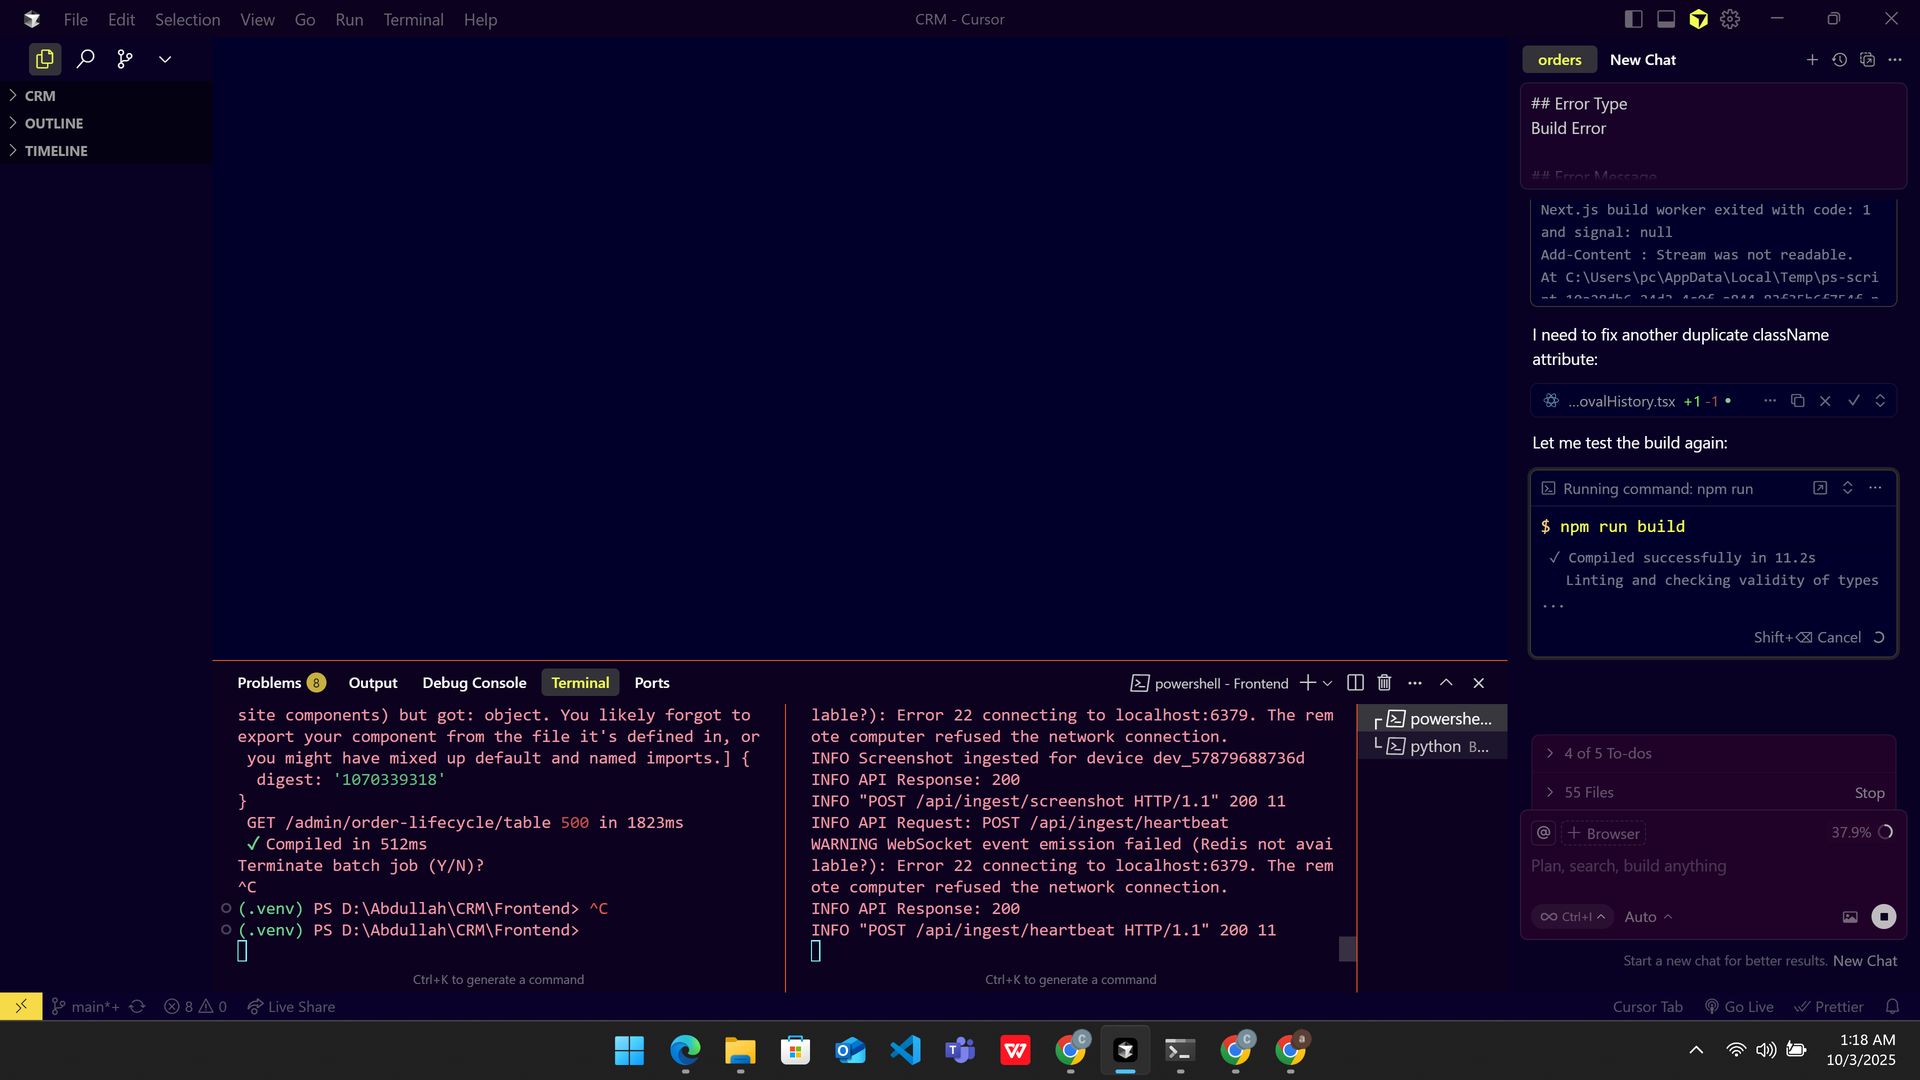 File Edit Selection View Go Run Terminal Help
CRM - Cursor
CRM
OUTLINE
TIMELINE
orders New Chat
## Error Type
Build Error
## Error Message
Next.js build worker exited with code: 1
and signal: null
Add-Content : Stream was not readable.
At C:\Users\pc\AppData\Local\Temp\ps-scri
I need to fix another duplicate className
attribute:
...ovalHistory.tsx +1 -1
Let me test the build again:
Running command: npm run
$ npm run build
✓ Compiled successfully in 11.2s
Linting and checking validity of types
...
Shift+⌫ Cancel
4 of 5 To-dos
55 Files Stop
@ + Browser 37.9%
Plan, search, build anything
∞ Ctrl+I Auto
Start a new chat for better results. New Chat
Problems 8 Output Debug Console Terminal Ports
powershell - Frontend
site components) but got: object. You likely forgot to
export your component from the file it's defined in, or
you might have mixed up default and named imports.] {
digest: '1070339318'
}
GET /admin/order-lifecycle/table 500 in 1823ms
✓ Compiled in 512ms
Terminate batch job (Y/N)?
^C
(.venv) PS D:\Abdullah\CRM\Frontend> ^C
(.venv) PS D:\Abdullah\CRM\Frontend>
Ctrl+K to generate a command
lable?): Error 22 connecting to localhost:6379. The rem
ote computer refused the network connection.
INFO Screenshot ingested for device dev_57879688736d
INFO API Response: 200
INFO "POST /api/ingest/screenshot HTTP/1.1" 200 11
INFO API Request: POST /api/ingest/heartbeat
WARNING WebSocket event emission failed (Redis not avai
lable?): Error 22 connecting to localhost:6379. The rem
ote computer refused the network connection.
INFO API Response: 200
INFO "POST /api/ingest/heartbeat HTTP/1.1" 200 11
Ctrl+K to generate a command
powershe...
python B...
main*+ 8 0 Live Share
Cursor Tab Go Live Prettier
1:18 AM
10/3/2025